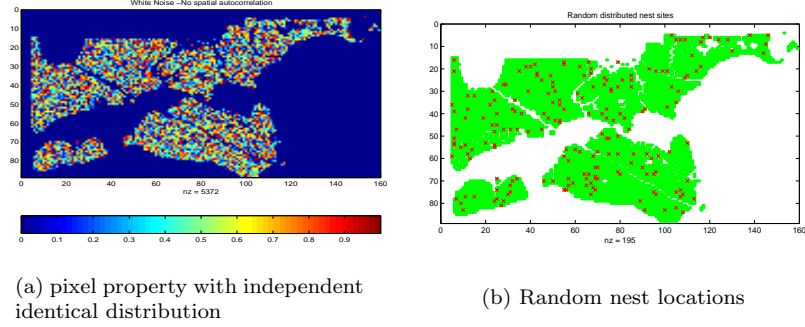 White Noise –No spatial autocorrelation
0
10
20
30
40
50
60
70
80
0 20 40 60 80 100 120 140 160
nz = 5372
0 0.1 0.2 0.3 0.4 0.5 0.6 0.7 0.8 0.9
(a) pixel property with independent
identical distribution
Random distributed nest sites
0
10
20
30
40
50
60
70
80
0 20 40 60 80 100 120 140 160
nz = 195
(b) Random nest locations